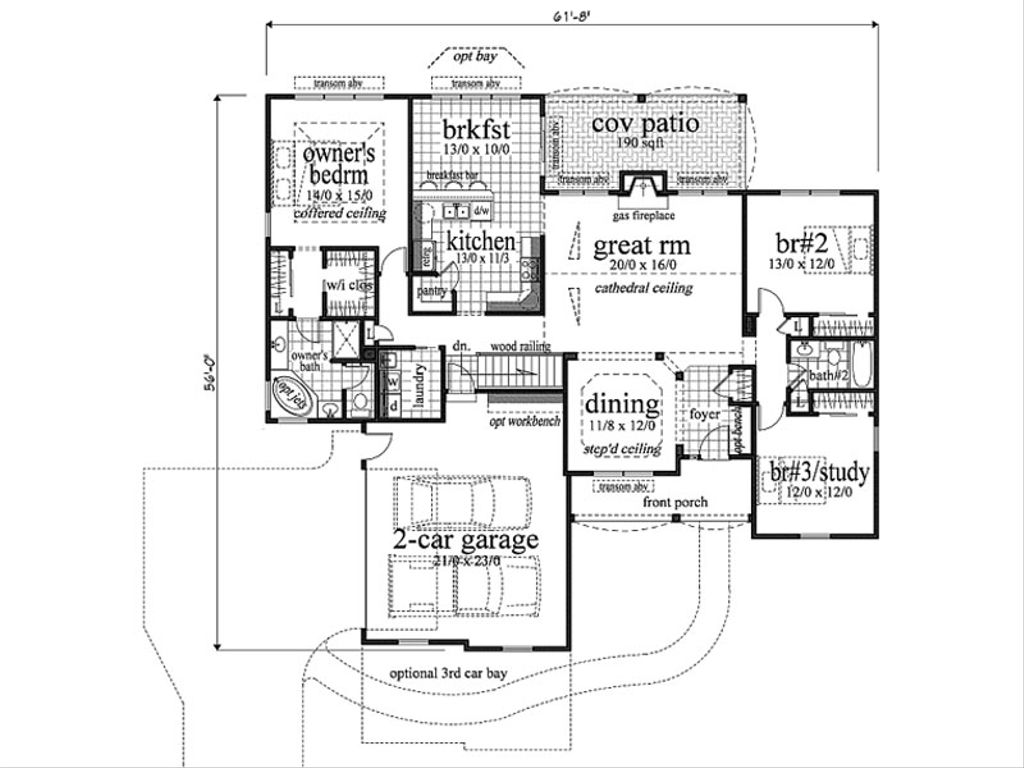 61'-8"
opt bay
transom abv
transom abv
brkfst
13/0 x 10/0
transom abv
cov patio
190 sqft
owner's
bedrm
14/0 x 15/0
coffered ceiling
breakfast bar
transom abv
transom abv
d/w
gas fireplace
kitchen
13/0 x 11/3
refg
great rm
20/0 x 16/0
cathedral ceiling
br#2
13/0 x 12/0
w/i clos
pantry
L
L
dn.
wood railing
owner's
bath
opt jets
w
d
laundry
bath#2
L
56'-0"
opt workbench
dining
11/8 x 12/0
step'd ceiling
foyer
opt bench
br#3/study
12/0 x 12/0
transom abv
front porch
2-car garage
21/0 x 23/0
optional 3rd car bay